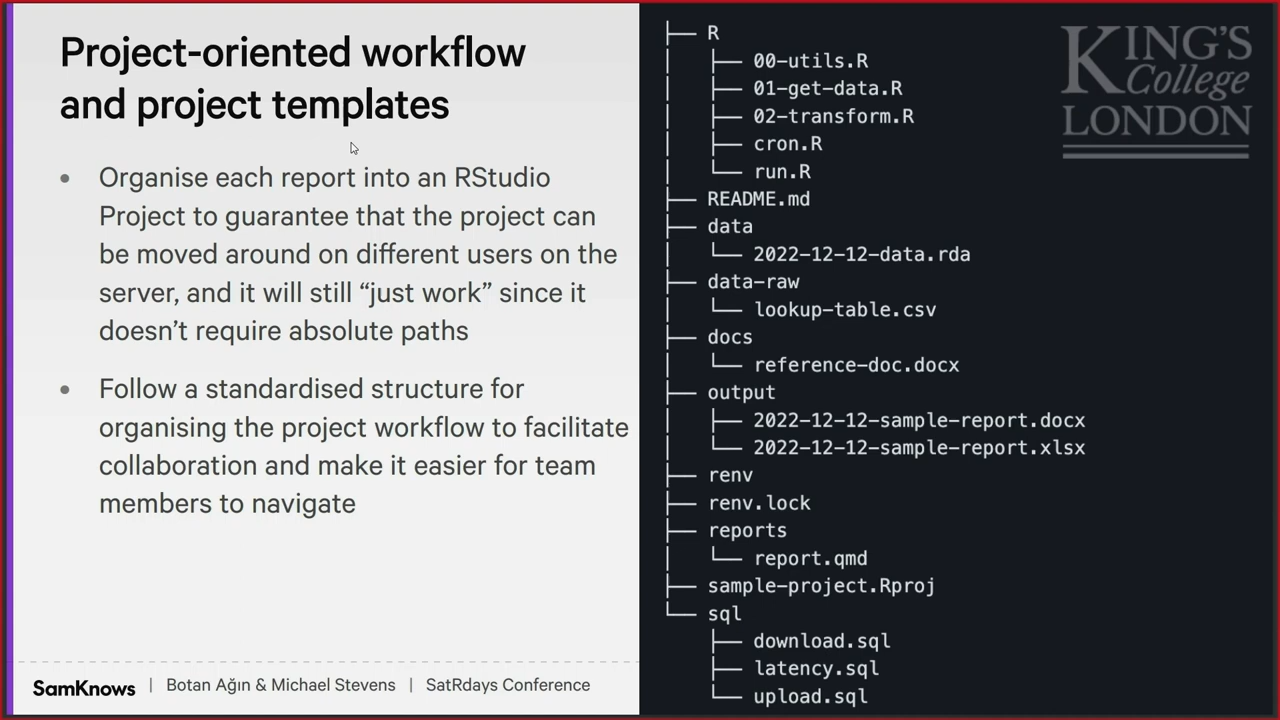 Project-oriented workflow
and project templates
• Organise each report into an RStudio
Project to guarantee that the project can
be moved around on different users on the
server, and it will still “just work” since it
doesn’t require absolute paths
• Follow a standardised structure for
organising the project workflow to facilitate
collaboration and make it easier for team
members to navigate
SamKnows | Botan Ağın & Michael Stevens | SatRdays Conference
├── R
│   ├── 00-utils.R
│   ├── 01-get-data.R
│   ├── 02-transform.R
│   ├── cron.R
│   └── run.R
├── README.md
├── data
│   └── 2022-12-12-data.rda
├── data-raw
│   └── lookup-table.csv
├── docs
│   └── reference-doc.docx
├── output
│   ├── 2022-12-12-sample-report.docx
│   └── 2022-12-12-sample-report.xlsx
├── renv
├── renv.lock
├── reports
│   └── report.qmd
├── sample-project.Rproj
└── sql
    ├── download.sql
    ├── latency.sql
    └── upload.sql
KING'S
College
LONDON